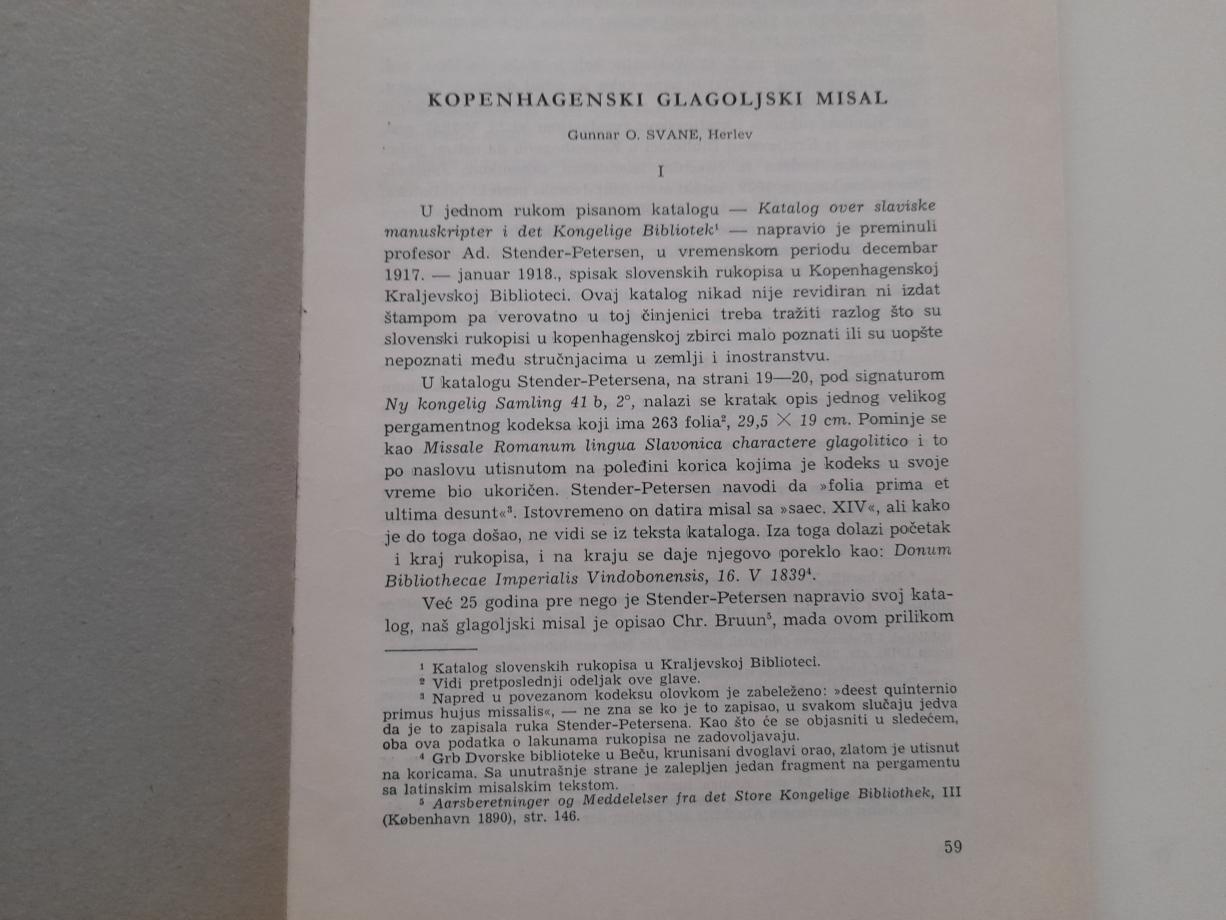 KOPENHAGENSKI GLAGOLJSKI MISAL
Gunnar O. SVANE, Herlev
I
U jednom rukom pisanom katalogu — Katalog over slaviske
manuskripter i det Kongelige Bibliotek¹ — napravio je preminuli
profesor Ad. Stender-Petersen, u vremenskom periodu decembar
1917. — januar 1918., spisak slovenskih rukopisa u Kopenhagenskoj
Kraljevskoj Biblioteci. Ovaj katalog nikad nije revidiran ni izdat
štampom pa verovatno u toj činjenici treba tražiti razlog što su
slovenski rukopisi u kopenhagenskoj zbirci malo poznati ili su uopšte
nepoznati među stručnjacima u zemlji i inostranstvu.
U katalogu Stender-Petersena, na strani 19—20, pod signaturom
Ny kongelig Samling 41 b, 2°, nalazi se kratak opis jednog velikog
pergamentnog kodeksa koji ima 263 folia², 29,5 × 19 cm. Pominje se
kao Missale Romanum lingua Slavonica charactere glagolitico i to
po naslovu utisnutom na poleđini korica kojima je kodeks u svoje
vreme bio ukoričen. Stender-Petersen navodi da »folia prima et
ultima desunt«³. Istovremeno on datira misal sa »saec. XIV«, ali kako
je do toga došao, ne vidi se iz teksta kataloga. Iza toga dolazi početak
i kraj rukopisa, i na kraju se daje njegovo poreklo kao: Donum
Bibliothecae Imperialis Vindobonensis, 16. V 1839⁴.
Već 25 godina pre nego je Stender-Petersen napravio svoj kata-
log, naš glagoljski misal je opisao Chr. Bruun⁵, mada ovom prilikom
¹ Katalog slovenskih rukopisa u Kraljevskoj Biblioteci.
² Vidi pretposlednji odeljak ove glave.
³ Napred u povezanom kodeksu olovkom je zabeleženo: »deest quinternio
primus hujus missalis«, — ne zna se ko je to zapisao, u svakom slučaju jedva
da je to zapisala ruka Stender-Petersena. Kao što će se objasniti u sledećem,
oba ova podatka o lakunama rukopisa ne zadovoljavaju.
⁴ Grb Dvorske biblioteke u Beču, krunisani dvoglavi orao, zlatom je utisnut
na koricama. Sa unutrašnje strane je zalepljen jedan fragment na pergamentu
sa latinskim misalskim tekstom.
⁵ Aarsberetninger og Meddelelser fra det Store Kongelige Bibliothek, III
(København 1890), str. 146.
59